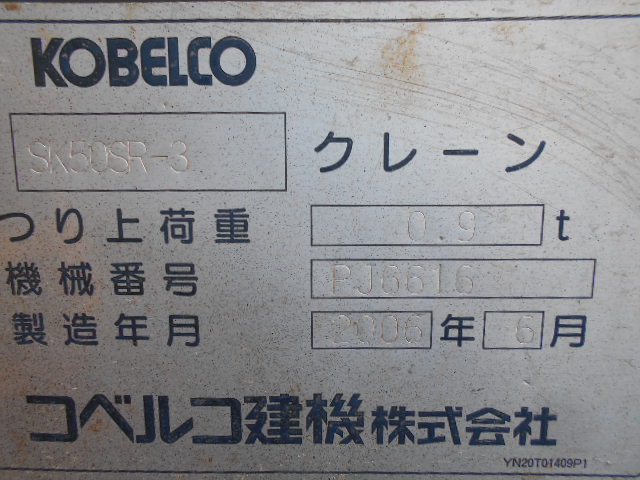 KOBELCO
SK50SR-3 クレーン
つり上荷重 0.9 t
機械番号 PJ6616
製造年月 2006 年 6 月
コベルコ建機株式会社
YN20T01409P1